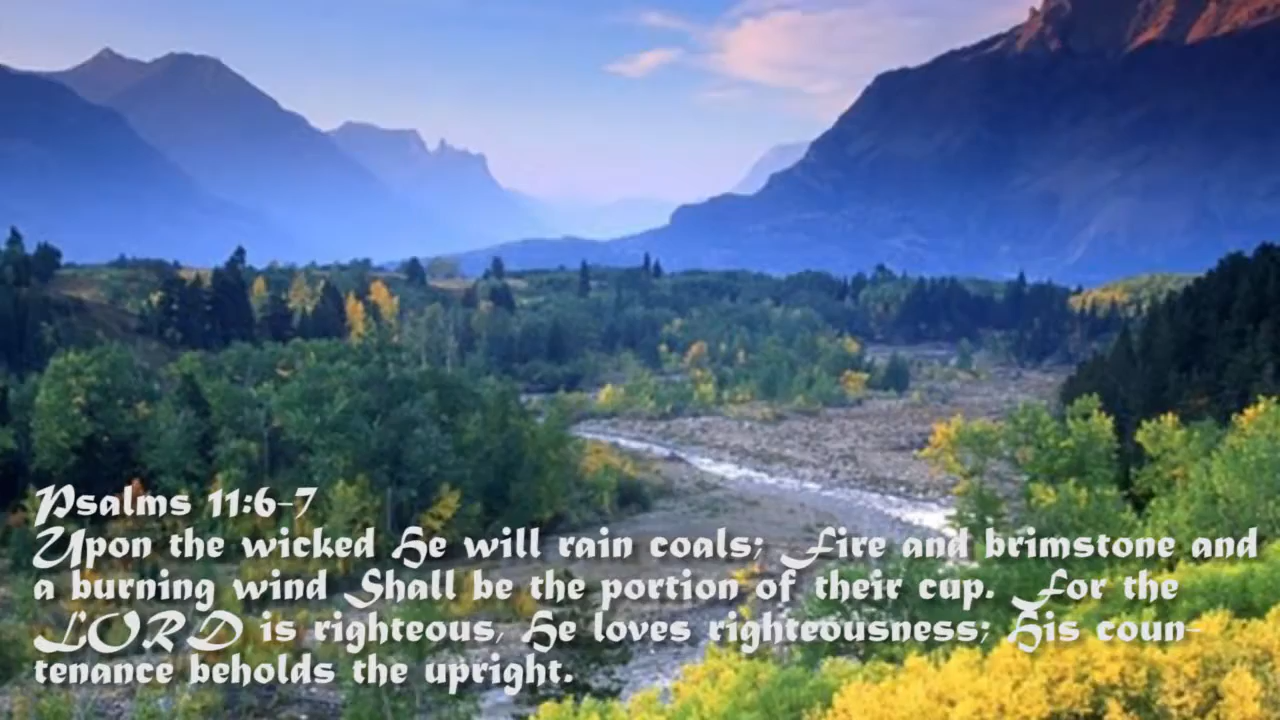 Psalms 11:6-7
Upon the wicked He will rain coals; Fire and brimstone and
a burning wind Shall be the portion of their cup. For the
LORD is righteous, He loves righteousness; His coun-
tenance beholds the upright.